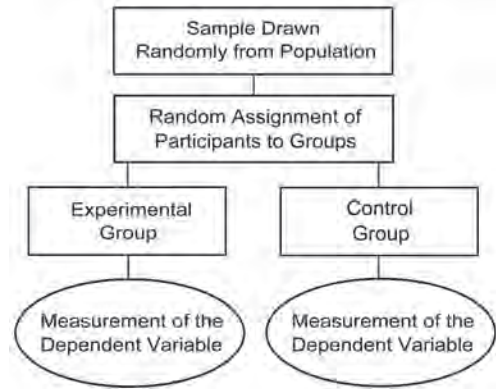 Sample Drawn
Randomly from Population
Random Assignment of
Participants to Groups
Experimental
Group
Control
Group
Measurement of the
Dependent Variable
Measurement of the
Dependent Variable